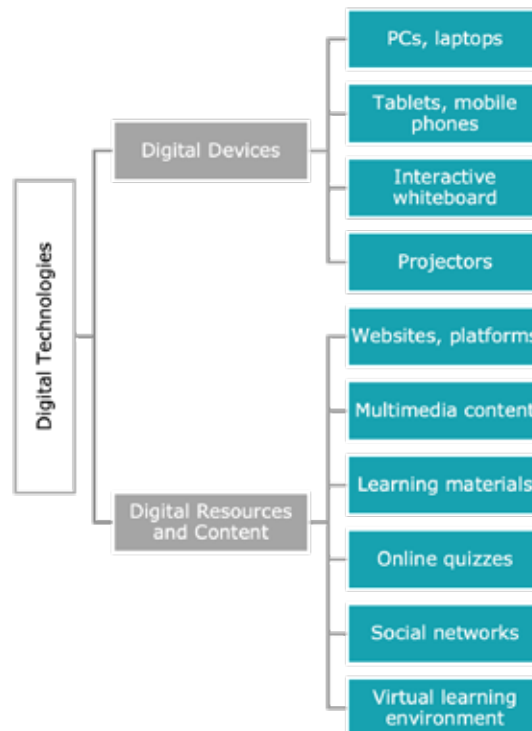 Digital Technologies
Digital Devices
PCs, laptops
Tablets, mobile
phones
Interactive
whiteboard
Projectors
Digital Resources
and Content
Websites, platforms
Multimedia content
Learning materials
Online quizzes
Social networks
Virtual learning
environment